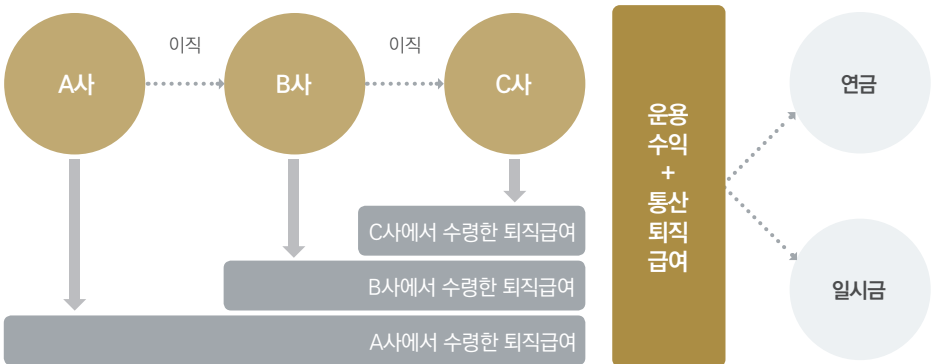 이직
이직
A사
B사
C사
C사에서 수령한 퇴직급여
B사에서 수령한 퇴직급여
A사에서 수령한 퇴직급여
운용
수익
+
통산
퇴직
급여
연금
일시금